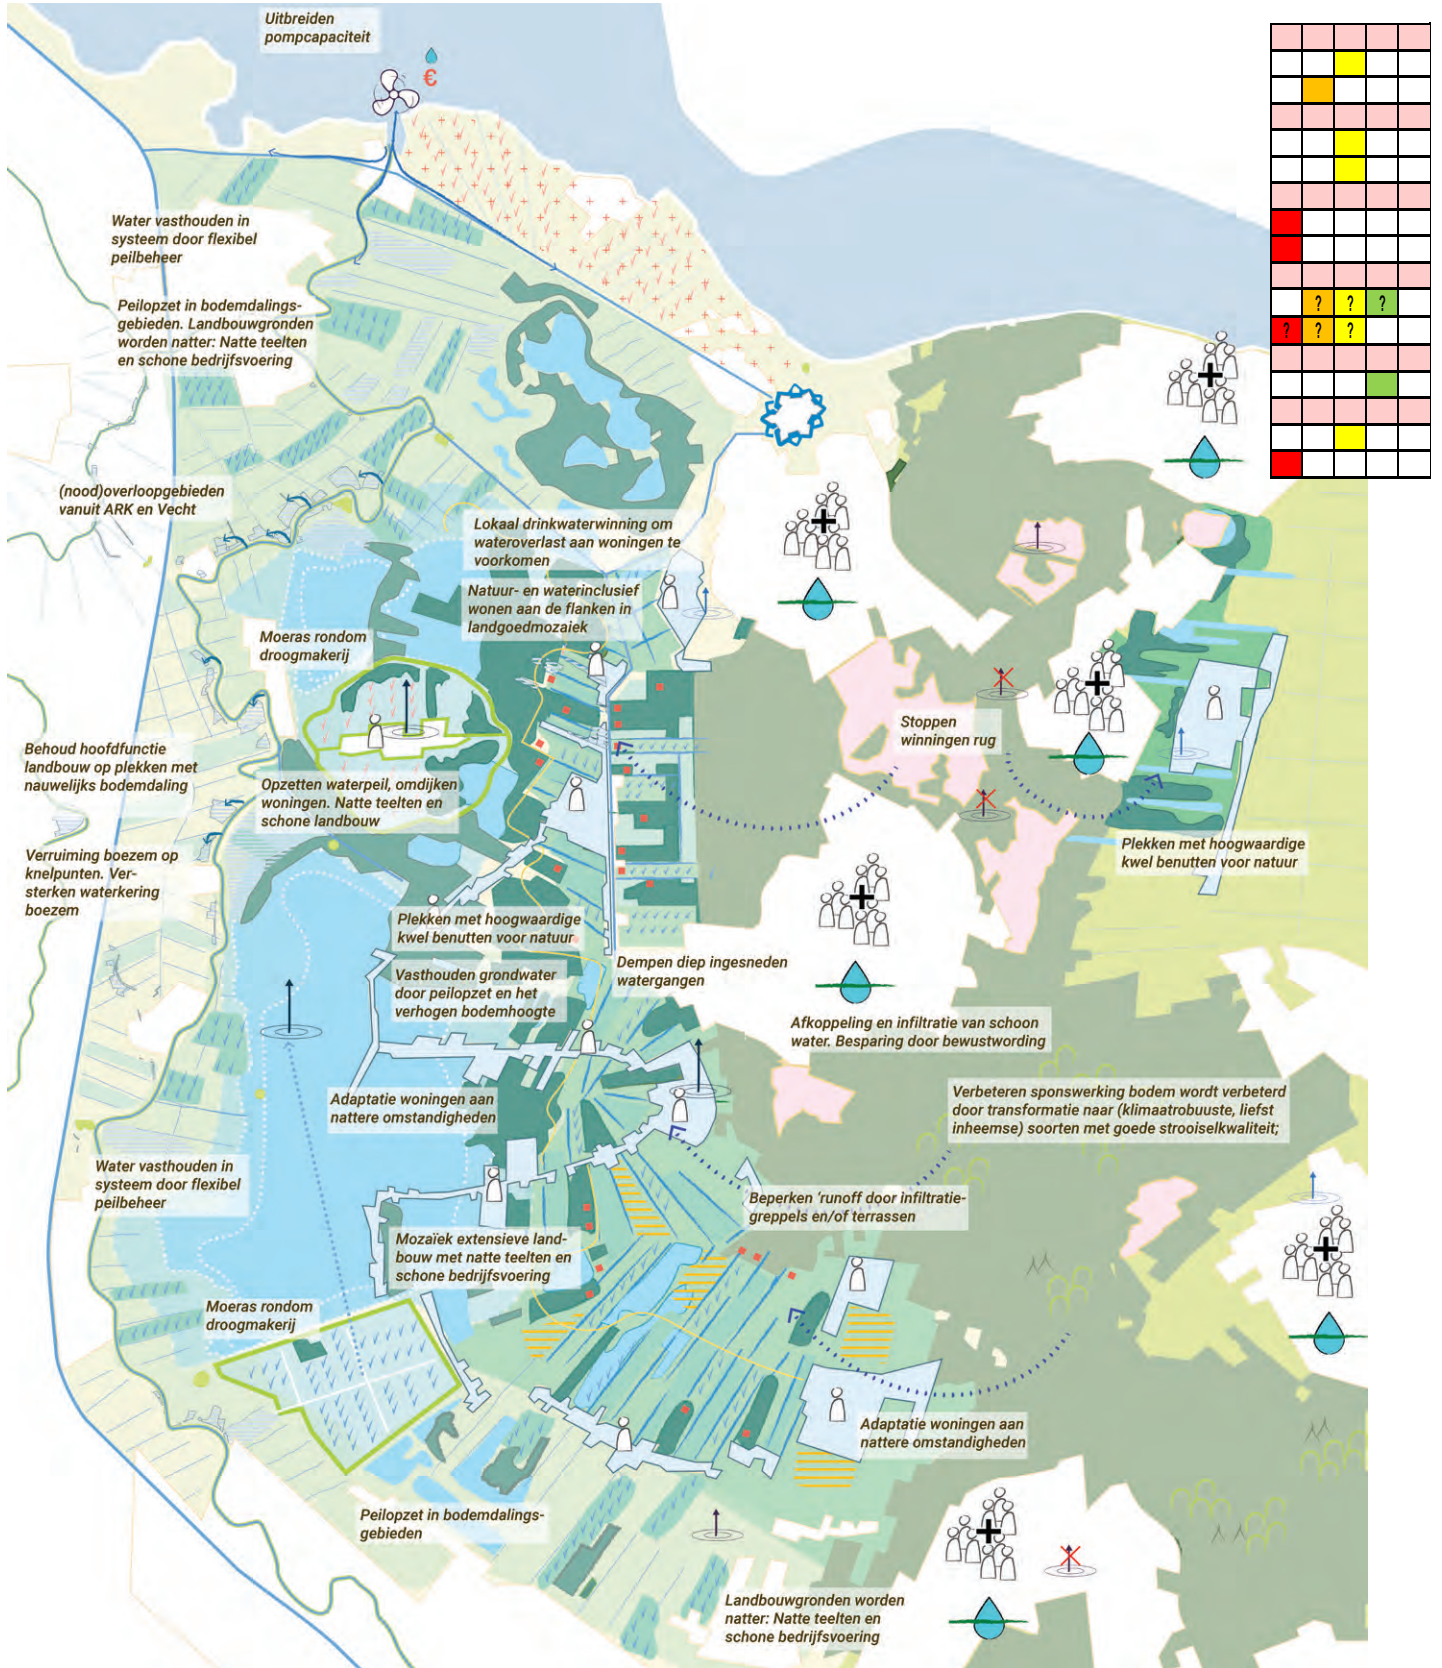 Uitbreiden
pompcapaciteit
€
Water vasthouden in
systeem door flexibel
peilbeheer
Peilopzet in bodemdalings-
gebieden. Landbouwgronden
worden natter: Natte teelten
en schone bedrijfsvoering
? ? ?
? ? ?
(nood)overloopgebieden
vanuit ARK en Vecht
Lokaal drinkwaterwinning om
wateroverlast aan woningen te
voorkomen
Natuur- en waterinclusief
wonen aan de flanken in
landgoedmozaiek
Moeras rondom
droogmakerij
Stoppen
winningen rug
Behoud hoofdfunctie
landbouw op plekken met
nauwelijks bodemdaling
Opzetten waterpeil, omdijken
woningen. Natte teelten en
schone landbouw
Plekken met hoogwaardige
kwel benutten voor natuur
Verruiming boezem op
knelpunten. Ver-
sterken waterkering
boezem
Plekken met hoogwaardige
kwel benutten voor natuur
Vasthouden grondwater
door peilopzet en het
verhogen bodemhoogte
Dempen diep ingesneden
watergangen
Afkoppeling en infiltratie van schoon
water. Besparing door bewustwording
Adaptatie woningen aan
nattere omstandigheden
Verbeteren sponswerking bodem wordt verbeterd
door transformatie naar (klimaatrobuuste, liefst
inheemse) soorten met goede strooiselkwaliteit;
Water vasthouden in
systeem door flexibel
peilbeheer
Beperken 'runoff door infiltratie-
greppels en/of terrassen
Mozaïek extensieve land-
bouw met natte teelten en
schone bedrijfsvoering
Moeras rondom
droogmakerij
Adaptatie woningen aan
nattere omstandigheden
Peilopzet in bodemdalings-
gebieden
Landbouwgronden worden
natter: Natte teelten en
schone bedrijfsvoering